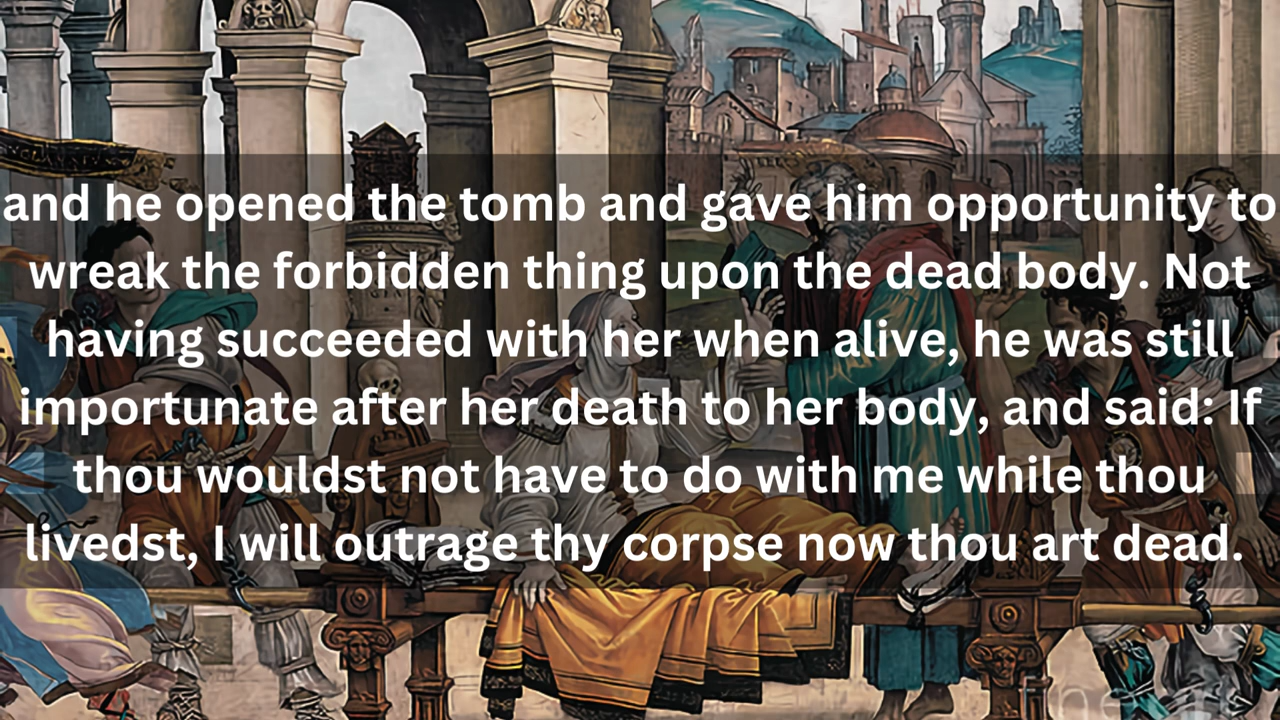 and he opened the tomb and gave him opportunity to
wreak the forbidden thing upon the dead body. Not
having succeeded with her when alive, he was still
importunate after her death to her body, and said: If
thou wouldst not have to do with me while thou
livedst, I will outrage thy corpse now thou art dead.